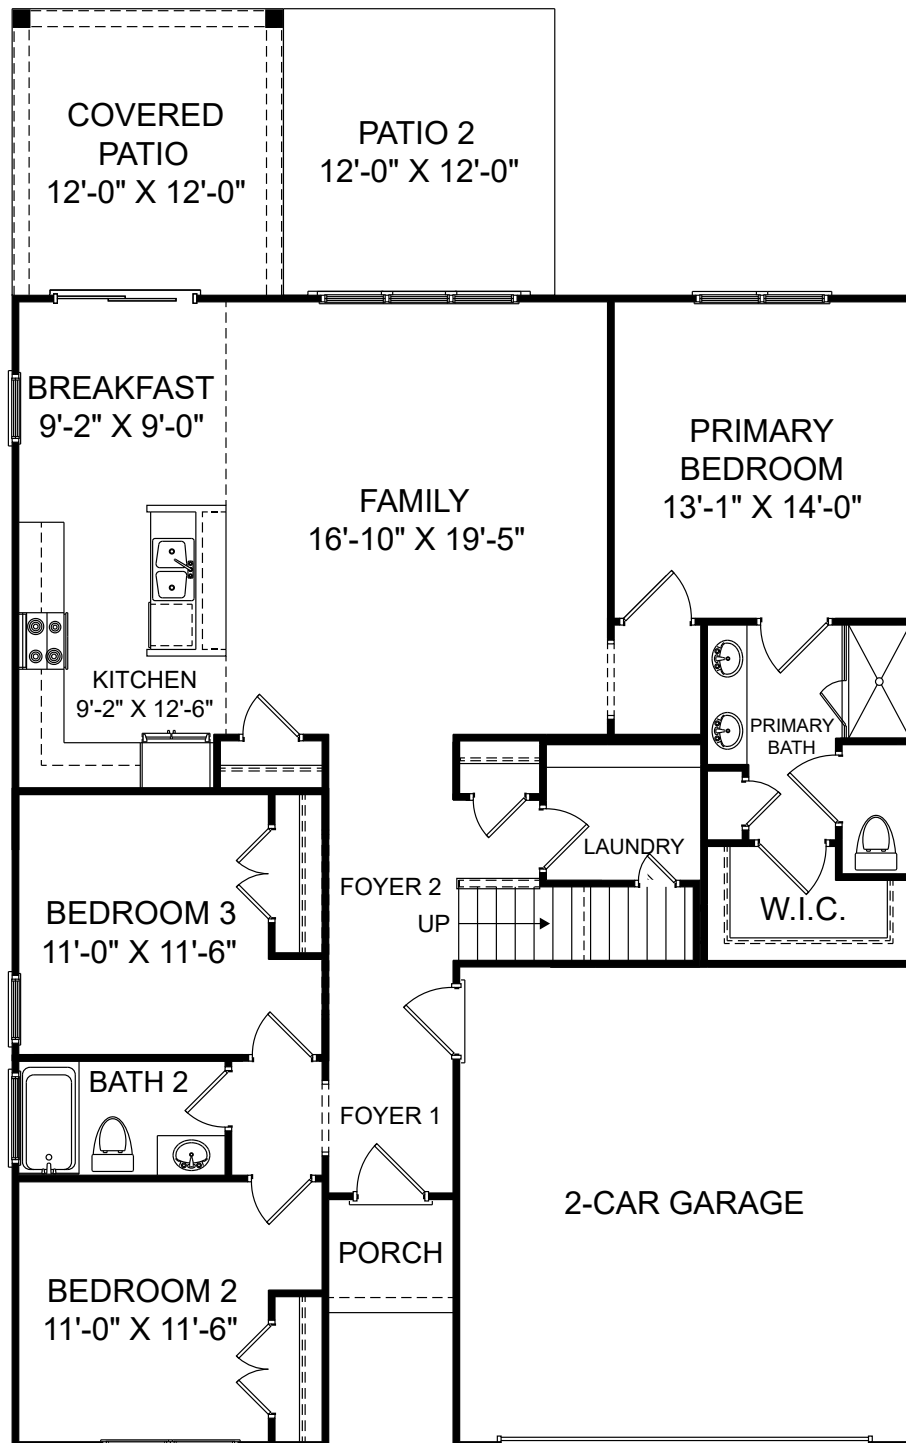 COVERED
PATIO
12'-0" X 12'-0"
PATIO 2
12'-0" X 12'-0"
BREAKFAST
9'-2" X 9'-0"
FAMILY
16'-10" X 19'-5"
PRIMARY
BEDROOM
13'-1" X 14'-0"
KITCHEN
9'-2" X 12'-6"
PRIMARY
BATH
LAUNDRY
FOYER 2
UP
W.I.C.
BEDROOM 3
11'-0" X 11'-6"
BATH 2
FOYER 1
2-CAR GARAGE
PORCH
BEDROOM 2
11'-0" X 11'-6"